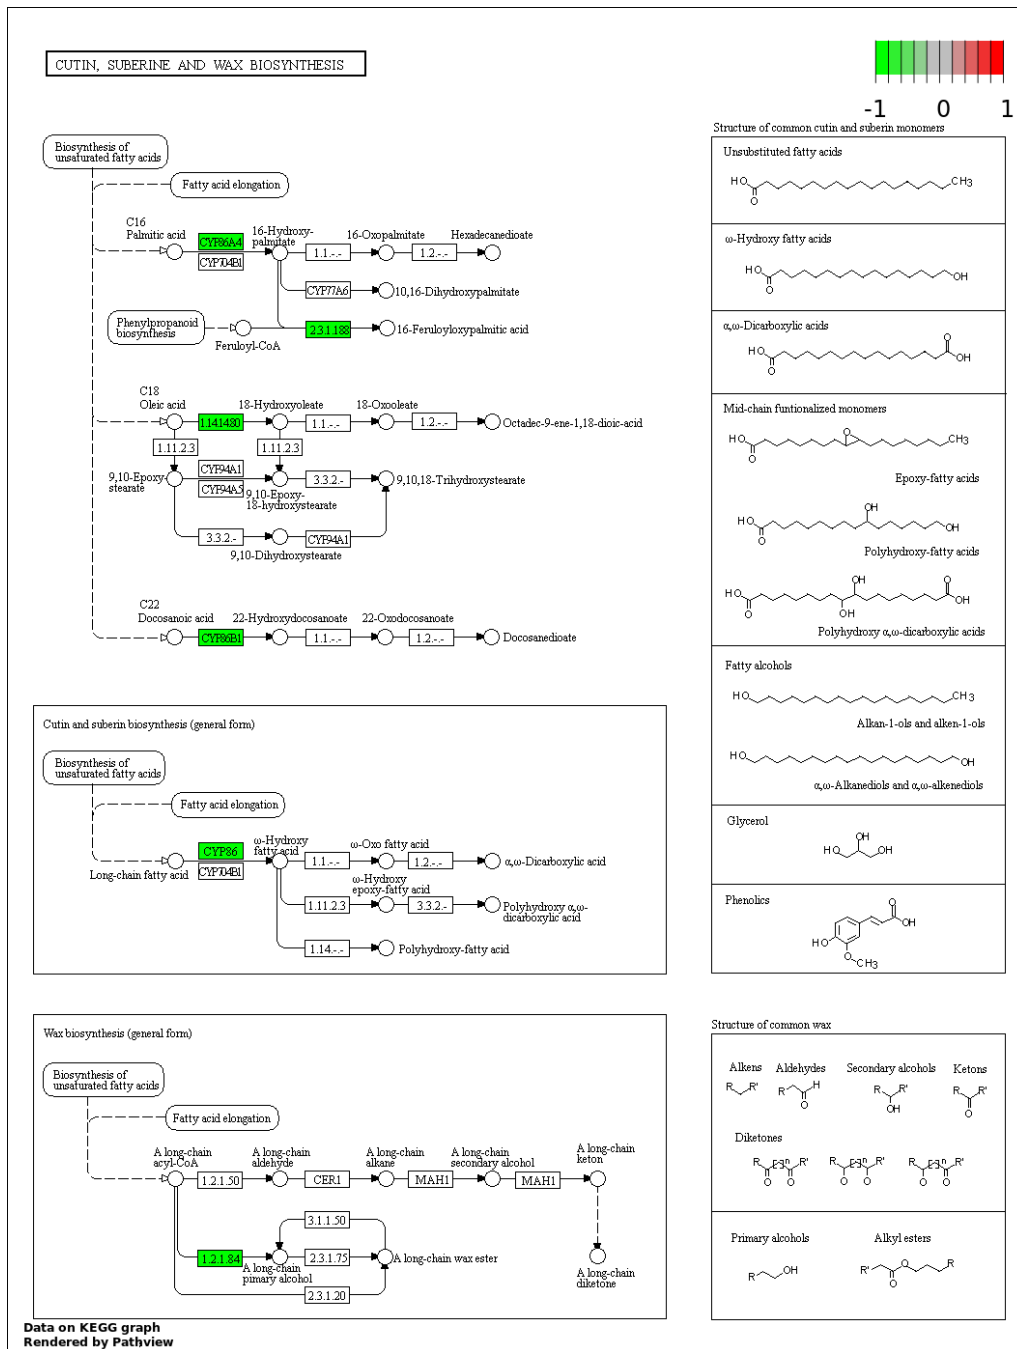 CUTIN, SUBERINE AND WAX BIOSYNTHESIS
-1 0 1
Biosynthesis of
unsaturated fatty acids
Fatty acid elongation
C16
Palmitic acid
CYP86A4
CYP704B1
16-Hydroxy-
palmitate
1.1.-.-
16-Oxopalmitate
1.2.-.-
Hexadecanedioate
CYP77A6
10,16-Dihydroxypalmitate
Phenylpropanoid
biosynthesis
Feruloyl-CoA
2.3.1.188
16-Feruloyloxypalmitic acid
C18
Oleic acid
1.14.14.80
18-Hydroxyoleate
1.1.-.-
18-Oxooleate
1.2.-.-
Octadec-9-ene-1,18-dioic-acid
1.11.2.3
1.11.2.3
9,10-Epoxy-
stearate
CYP94A1
CYP94A5
9,10-Epoxy-
18-hydroxystearate
3.3.2.-
9,10,18-Trihydroxystearate
3.3.2.-
9,10-Dihydroxystearate
CYP94A1
C22
Docosanoic acid
CYP86B1
22-Hydroxydocosanoate
1.1.-.-
22-Oxodocosanoate
1.2.-.-
Docosanedioate
Cutin and suberin biosynthesis (general form)
Biosynthesis of
unsaturated fatty acids
Fatty acid elongation
Long-chain fatty acid
CYP86
CYP704B1
ω-Hydroxy
fatty acid
1.1.-.-
ω-Oxo fatty acid
1.2.-.-
α,ω-Dicarboxylic acid
1.11.2.3
ω-Hydroxy
epoxy-fatty acid
3.3.2.-
Polyhydroxy α,ω-
dicarboxylic acid
1.14.-.-
Polyhydroxy-fatty acid
Wax biosynthesis (general form)
Biosynthesis of
unsaturated fatty acids
Fatty acid elongation
A long-chain
acyl-CoA
1.2.1.50
A long-chain
aldehyde
CER1
A long-chain
alkane
MAH1
A long-chain
secondary alcohol
MAH1
A long-chain
keton
3.1.1.50
1.2.1.84
A long-chain
pimary alcohol
2.3.1.75
A long-chain wax ester
2.3.1.20
A long-chain
diketone
Structure of common cutin and suberin monomers
Unsubstituted fatty acids
HO
O
CH3
ω-Hydroxy fatty acids
HO
O
OH
α,ω-Dicarboxylic acids
HO
O
O
OH
Mid-chain funtionalized monomers
HO
O
O
CH3
Epoxy-fatty acids
HO
O
OH
OH
Polyhydroxy-fatty acids
HO
O
OH
OH
O
OH
Polyhydroxy α,ω-dicarboxylic acids
Fatty alcohols
HO
CH3
Alkan-1-ols and alken-1-ols
HO
OH
α,ω-Alkanediols and α,ω-alkenediols
Glycerol
HO
OH
OH
Phenolics
HO
O
CH3
O
OH
Structure of common wax
Alkens Aldehydes Secondary alcohols Ketons
R R'
R O H
R R' OH
R R' O
Diketones
R O [ ]n O R'
R O [ ]n O R'
R O [ ]n O R'
Primary alcohols Alkyl esters
R OH
R' O O R
Data on KEGG graph
Rendered by Pathview